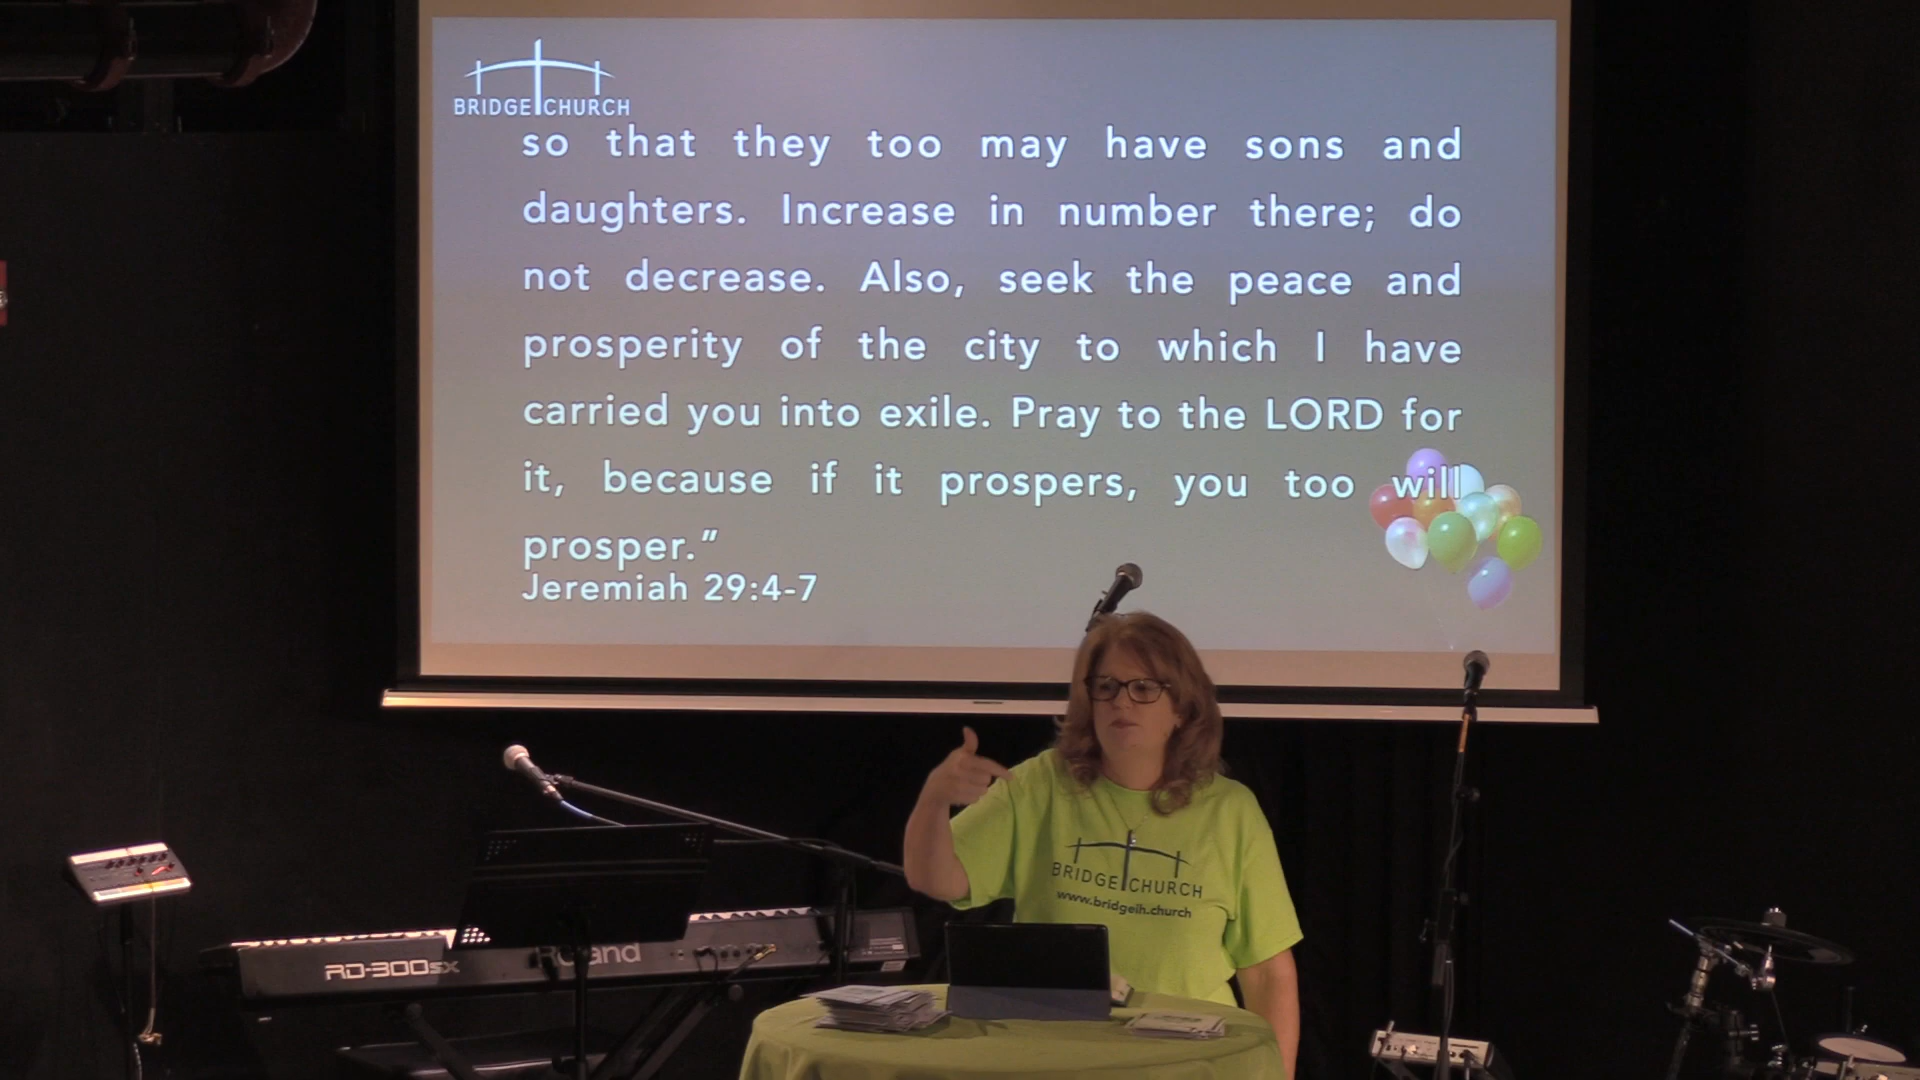 BRIDGE CHURCH
so that they too may have sons and
daughters. Increase in number there; do
not decrease. Also, seek the peace and
prosperity of the city to which I have
carried you into exile. Pray to the LORD for
it, because if it prospers, you too will
prosper.”
Jeremiah 29:4-7
BRIDGE CHURCH
www.bridgeih.church
RD-300SX
Roland